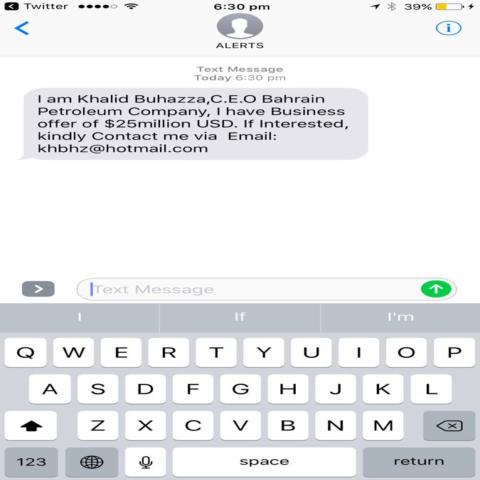 Twitter 6:30 pm 39%
ALERTS
Text Message
Today 6:30 pm
I am Khalid Buhazza,C.E.O Bahrain
Petroleum Company, I have Business
offer of $25million USD. If Interested,
kindly Contact me via Email:
khbhz@hotmail.com
Text Message
I If I'm
Q W E R T Y U I O P
A S D F G H J K L
Z X C V B N M
123 space return